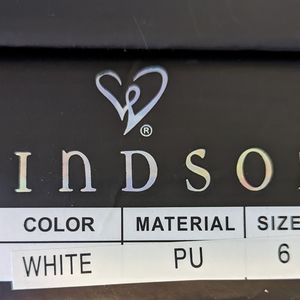 ®
INDSO
COLOR MATERIAL SIZE
WHITE PU 6